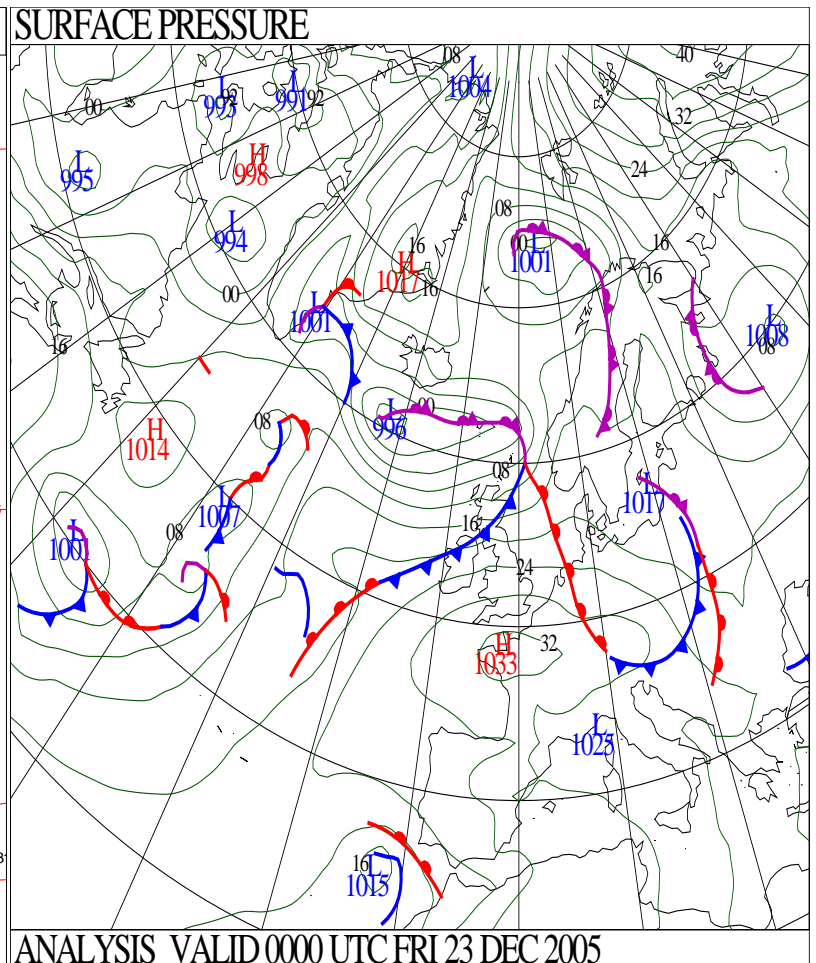 SURFACE PRESSURE
08
40
L
1004
L
993
92
L
991
92
00
32
L
995
H
998
24
08
L
994
16
H
1017
16
00
L
1001
16
16
00
L
1001
L
1008
08
16
H
1014
08
L
996
00
08
L
1007
L
1017
16
08
L
1001
24
H
1033
32
L
1025
16
L
1015
ANALYSIS VALID 0000 UTC FRI 23 DEC 2005